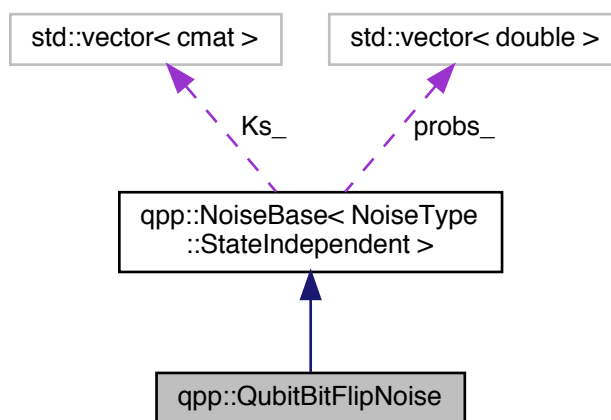 std::vector< cmat >
std::vector< double >
Ks_
probs_
qpp::NoiseBase< NoiseType
::StateIndependent >
qpp::QubitBitFlipNoise